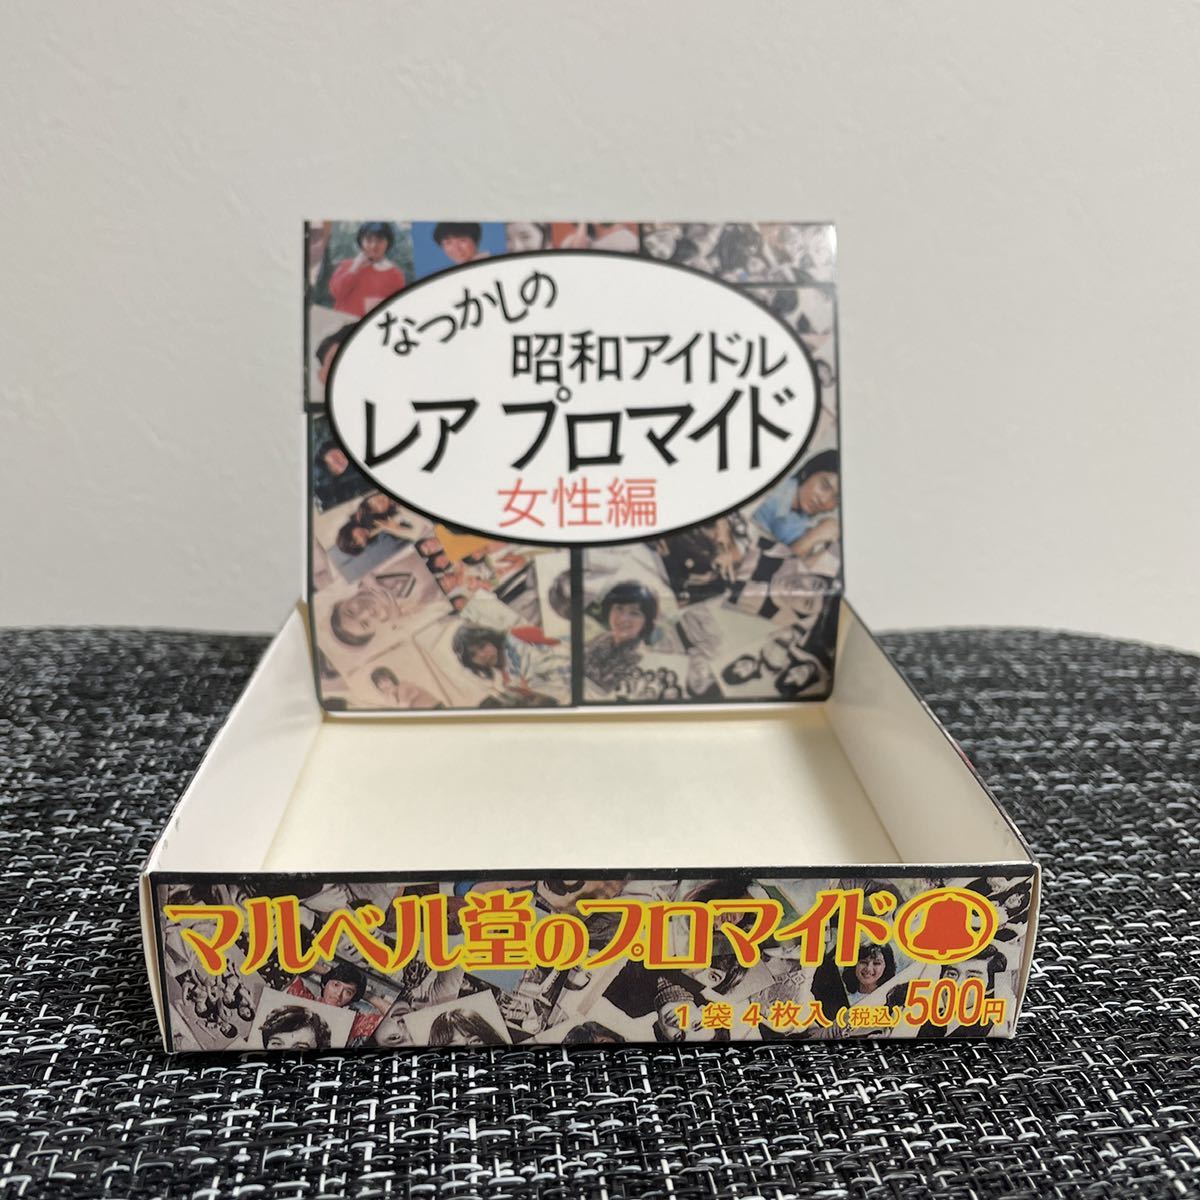 なつかしの
昭和アイドル
レア プロマイド
女性編
マルベル堂のプロマイド
1袋4枚入(税込)500円